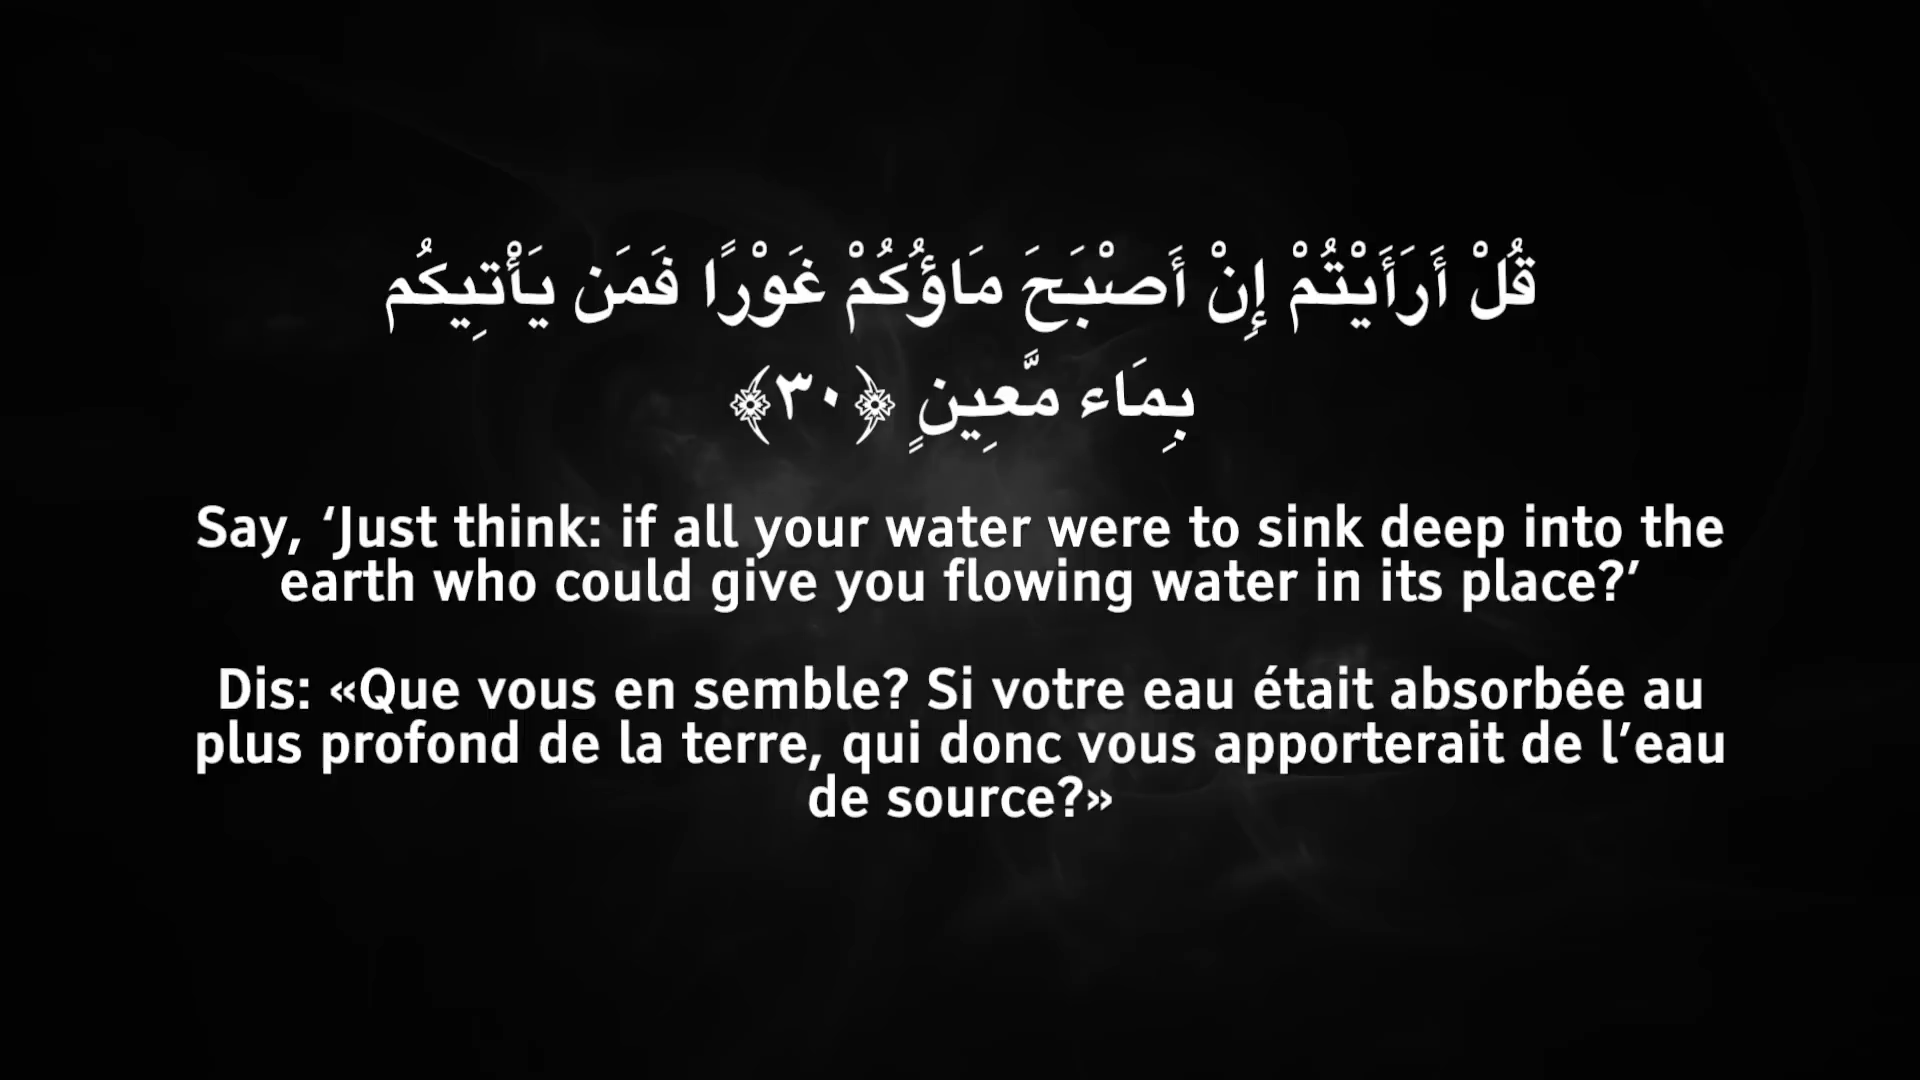 قُلْ أَرَأَيْتُمْ إِنْ أَصْبَحَ مَاؤُكُمْ غَوْرًا فَمَن يَأْتِيكُم
بِمَاء مَّعِينٍ ﴿٣٠﴾
Say, ‘Just think: if all your water were to sink deep into the
earth who could give you flowing water in its place?’
Dis: «Que vous en semble? Si votre eau était absorbée au
plus profond de la terre, qui donc vous apporterait de l’eau
de source?»